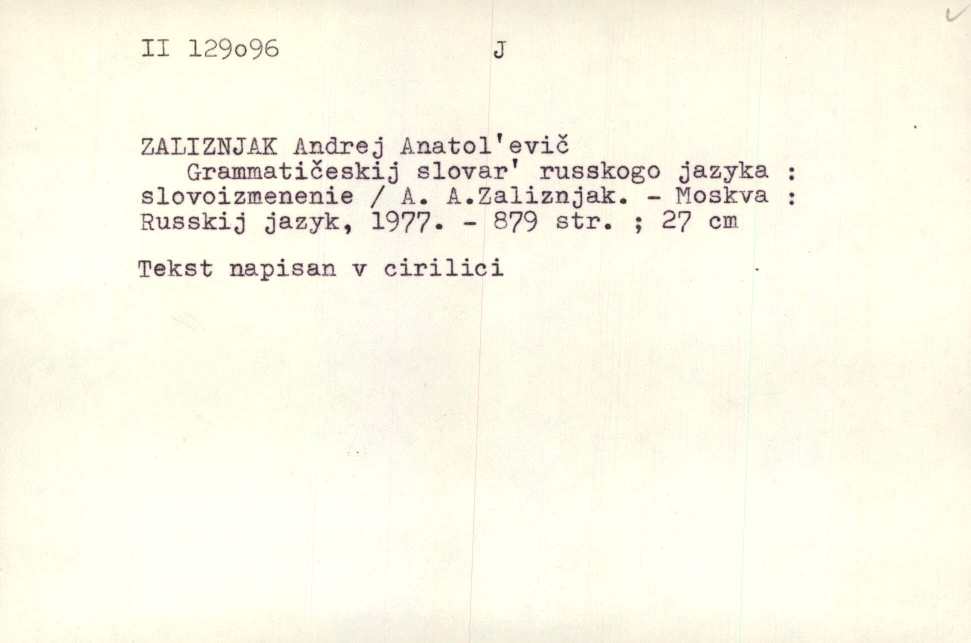 II 129o96 J
ZALIZNJAK Andrej Anatol'evič
Grammatičeskij slovar' russkogo jazyka :
slovoizmenenie / A. A.Zaliznjak. - Moskva :
Russkij jazyk, 1977. - 879 str. ; 27 cm
Tekst napisan v cirilici